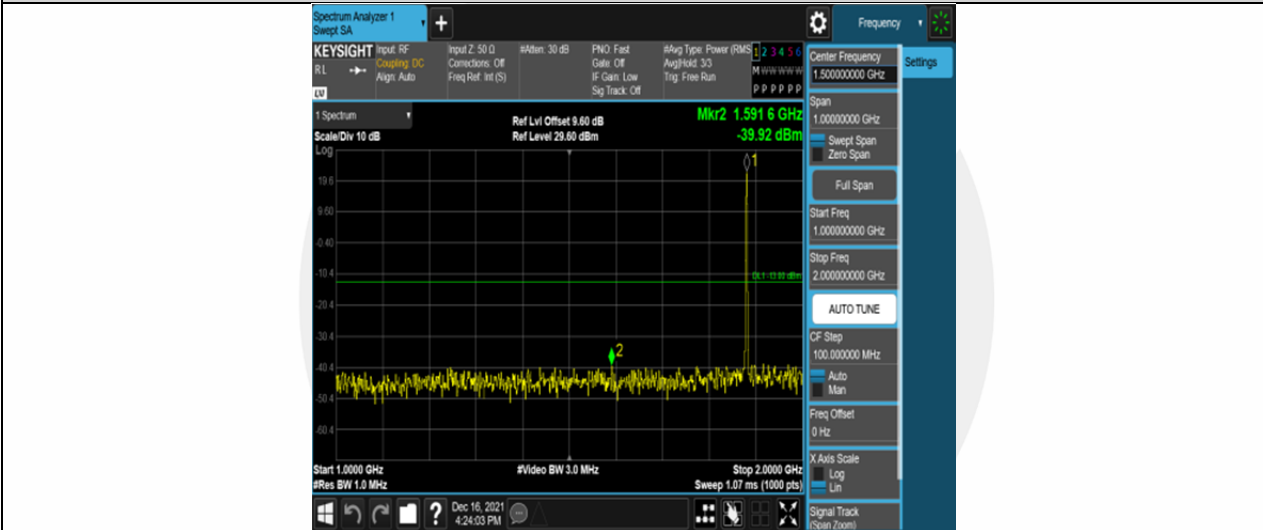 Spectrum Analyzer 1
Swept SA
+
Frequency
KEYSIGHT
RL
LV
Input: RF
Coupling: DC
Align: Auto
Input Z: 50 Ω
Corrections: Off
Freq Ref: Int (S)
#Atten: 30 dB
PNO: Fast
Gate: Off
IF Gain: Low
Sig Track: Off
#Avg Type: Power (RMS
Avg|Hold: 3/3
Trig: Free Run
1 2 3 4 5 6
M W W W W W
P P P P P P
1 Spectrum
Scale/Div 10 dB
Log
Ref Lvl Offset 9.60 dB
Ref Level 29.60 dBm
Mkr2 1.591 6 GHz
-39.92 dBm
1
19.6
9.60
-0.40
-10.4
DL1 -13.00 dBm
-20.4
-30.4
2
-40.4
-50.4
-60.4
Start 1.0000 GHz
#Res BW 1.0 MHz
#Video BW 3.0 MHz
Stop 2.0000 GHz
Sweep 1.07 ms (1000 pts)
?
Dec 16, 2021
4:24:03 PM
Center Frequency
1.500000000 GHz
Span
1.00000000 GHz
Swept Span
Zero Span
Full Span
Start Freq
1.000000000 GHz
Stop Freq
2.000000000 GHz
AUTO TUNE
CF Step
100.000000 MHz
Auto
Man
Freq Offset
0 Hz
X Axis Scale
Log
Lin
Signal Track
(Span Zoom)
Settings